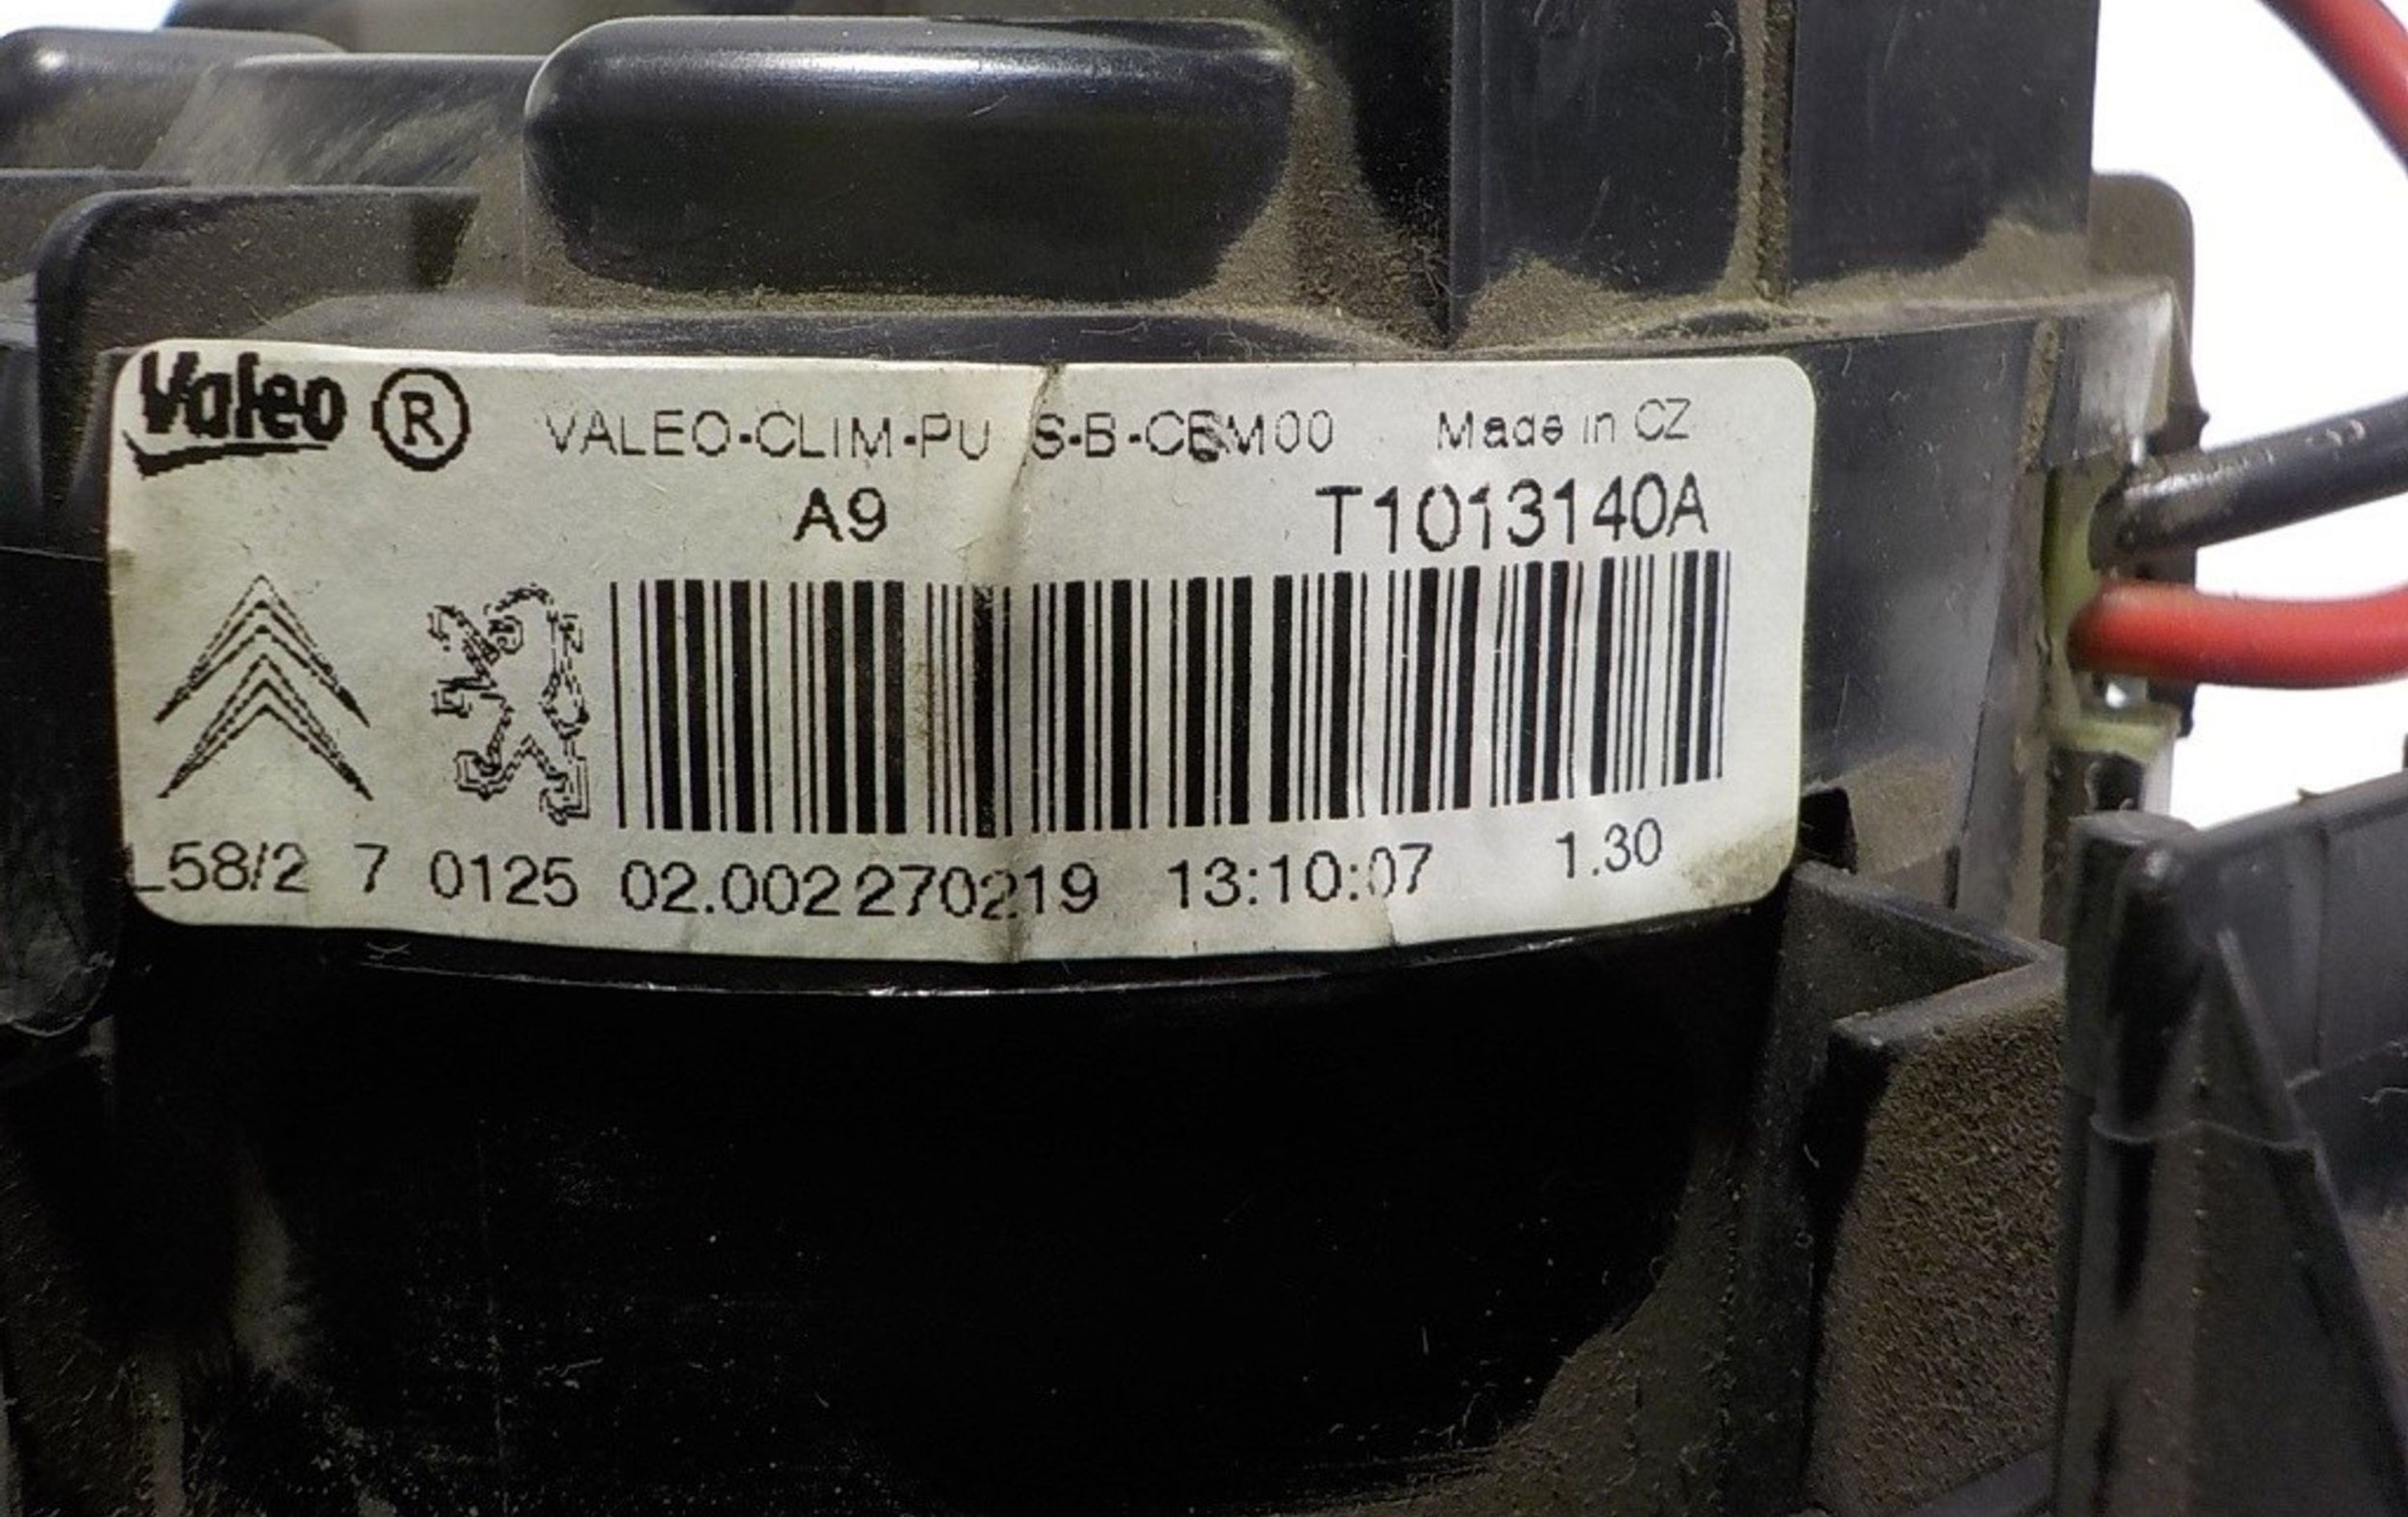 Valeo ® VALEO-CLIM-PU S-B-CEM00 Made in CZ
A9 T1013140A
L58/2 7 0125 02.002 270219 13:10:07 1.30